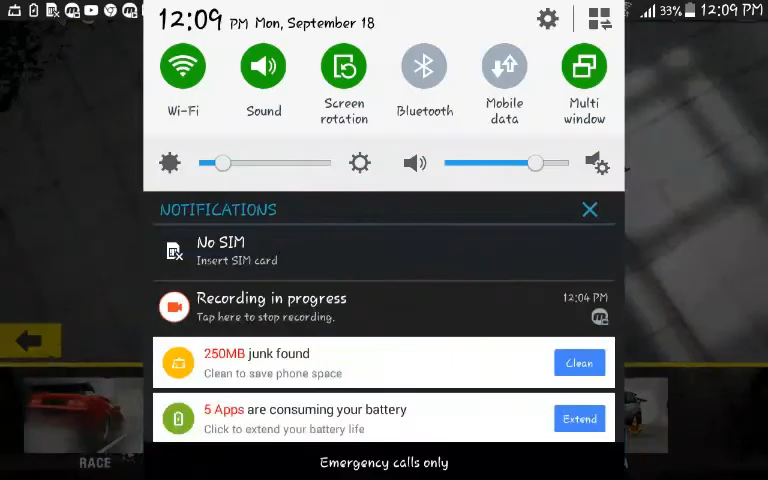 33% 12:09 PM
12:09 PM Mon, September 18
Wi-Fi
Sound
Screen rotation
Bluetooth
Mobile data
Multi window
NOTIFICATIONS
No SIM
Insert SIM card
Recording in progress
12:04 PM
Tap here to stop recording.
250MB junk found
Clean to save phone space
Clean
5 Apps are consuming your battery
Click to extend your battery life
Extend
RACE
Emergency calls only